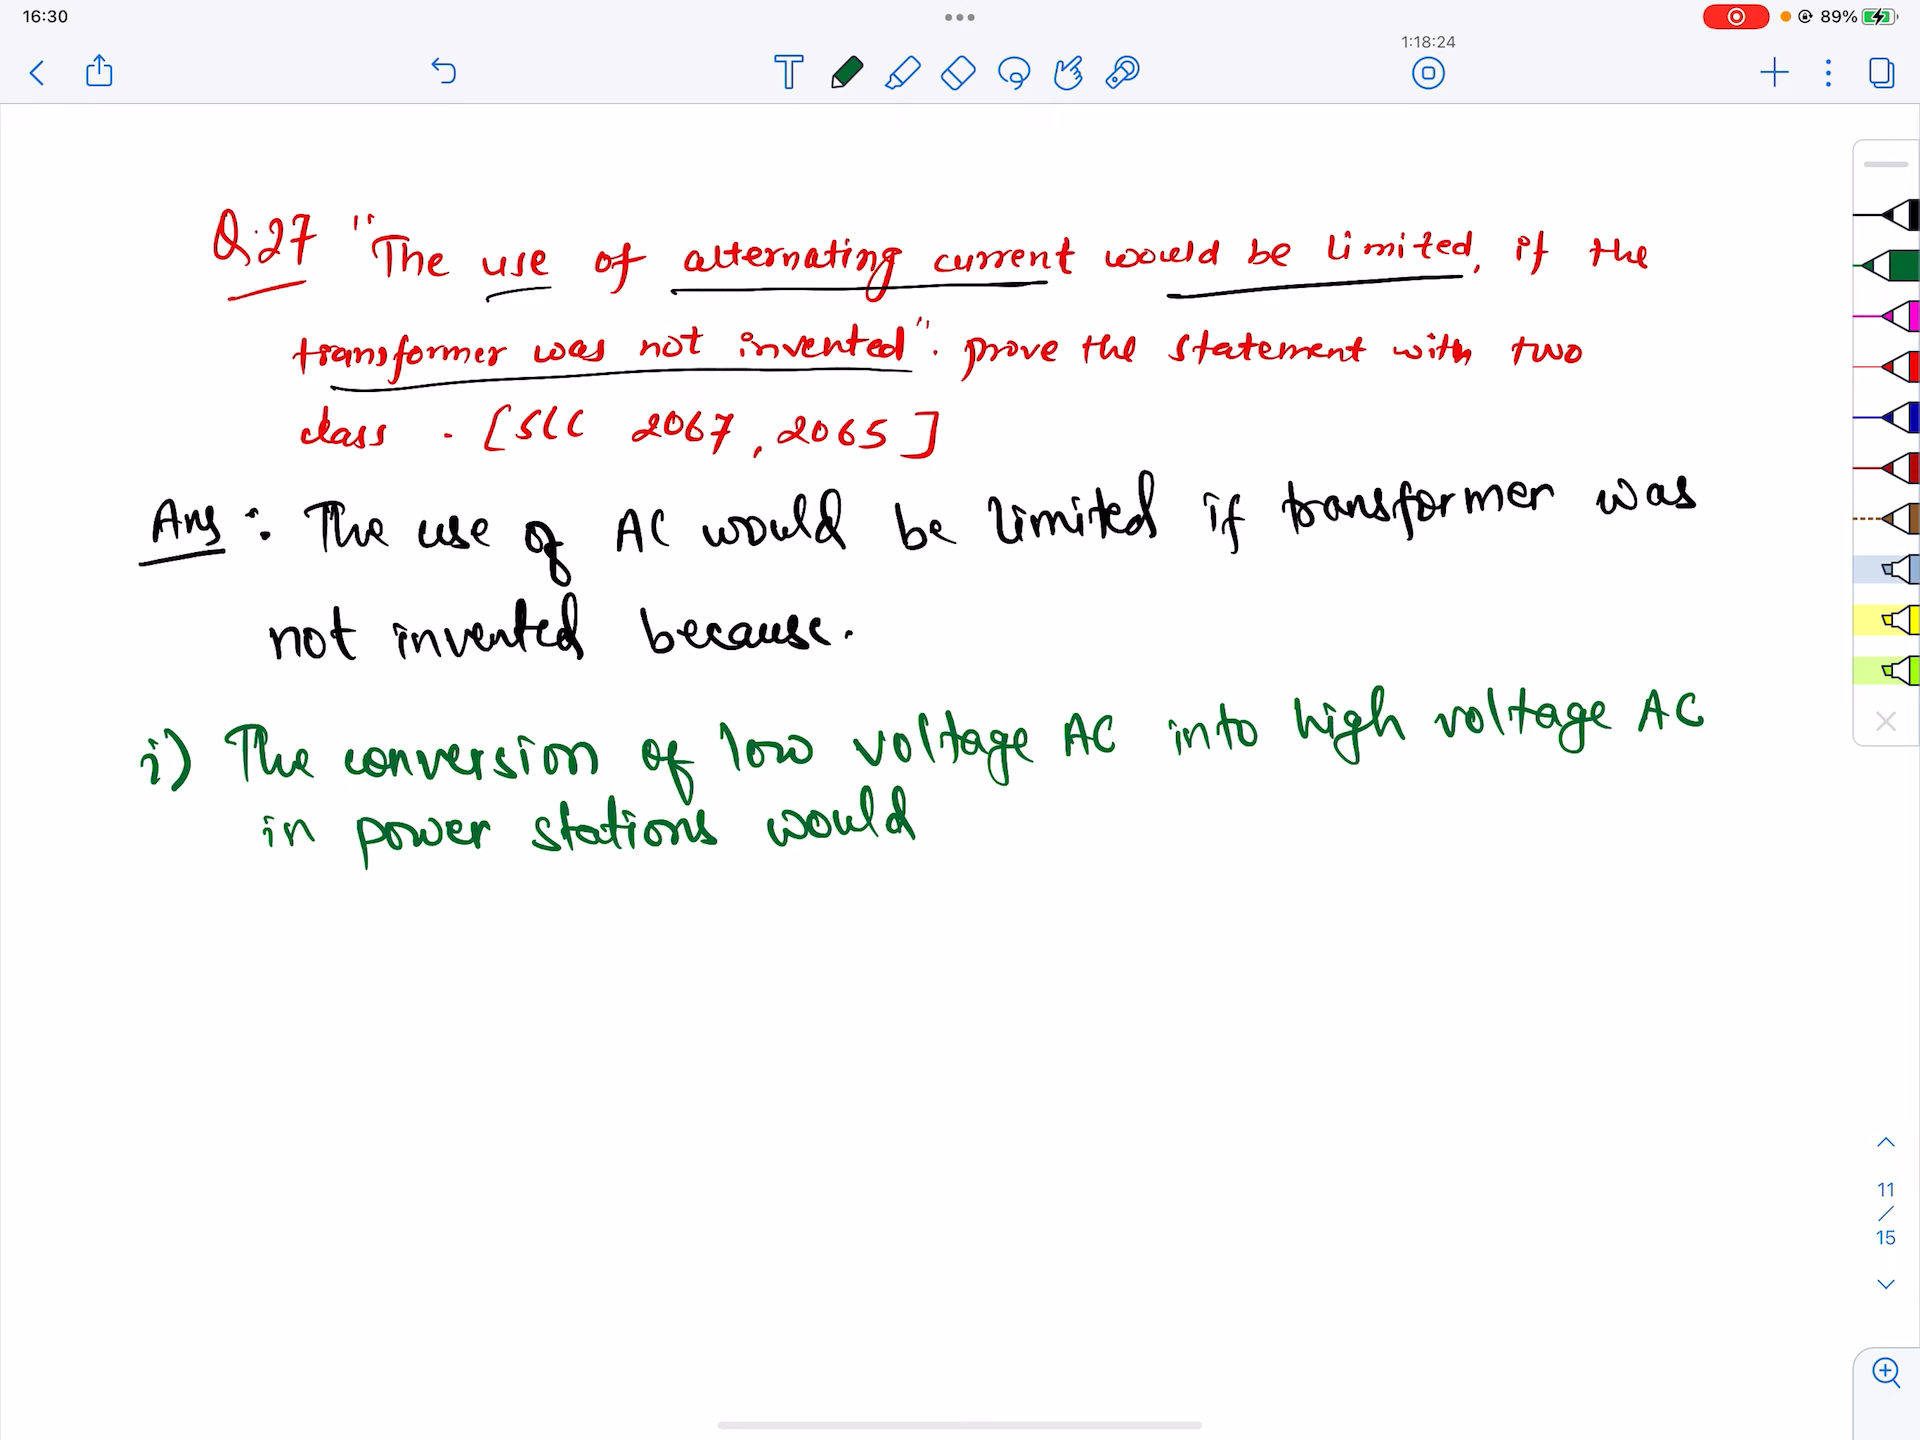 16:30
89%
1:18:24
Q.27 "The use of alternating current would be limited, if the
transformer was not invented". prove the statement with two
class . [SLC 2067, 2065]
Ans : The use of AC would be limited if transformer was
not invented because.
i) The conversion of low voltage AC into high voltage AC
in power stations would
11
/
15